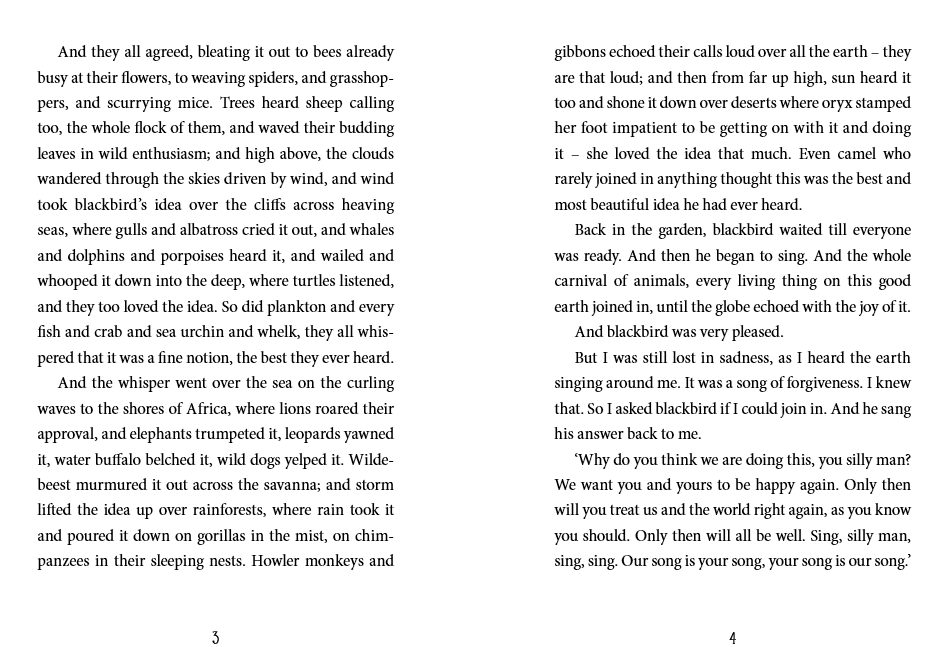 And they all agreed, bleating it out to bees already
busy at their flowers, to weaving spiders, and grasshop-
pers, and scurrying mice. Trees heard sheep calling
too, the whole flock of them, and waved their budding
leaves in wild enthusiasm; and high above, the clouds
wandered through the skies driven by wind, and wind
took blackbird’s idea over the cliffs across heaving
seas, where gulls and albatross cried it out, and whales
and dolphins and porpoises heard it, and wailed and
whooped it down into the deep, where turtles listened,
and they too loved the idea. So did plankton and every
fish and crab and sea urchin and whelk, they all whis-
pered that it was a fine notion, the best they ever heard.
And the whisper went over the sea on the curling
waves to the shores of Africa, where lions roared their
approval, and elephants trumpeted it, leopards yawned
it, water buffalo belched it, wild dogs yelped it. Wilde-
beest murmured it out across the savanna; and storm
lifted the idea up over rainforests, where rain took it
and poured it down on gorillas in the mist, on chim-
panzees in their sleeping nests. Howler monkeys and
3
gibbons echoed their calls loud over all the earth – they
are that loud; and then from far up high, sun heard it
too and shone it down over deserts where oryx stamped
her foot impatient to be getting on with it and doing
it – she loved the idea that much. Even camel who
rarely joined in anything thought this was the best and
most beautiful idea he had ever heard.
Back in the garden, blackbird waited till everyone
was ready. And then he began to sing. And the whole
carnival of animals, every living thing on this good
earth joined in, until the globe echoed with the joy of it.
And blackbird was very pleased.
But I was still lost in sadness, as I heard the earth
singing around me. It was a song of forgiveness. I knew
that. So I asked blackbird if I could join in. And he sang
his answer back to me.
‘Why do you think we are doing this, you silly man?
We want you and yours to be happy again. Only then
will you treat us and the world right again, as you know
you should. Only then will all be well. Sing, silly man,
sing, sing. Our song is your song, your song is our song.’
4